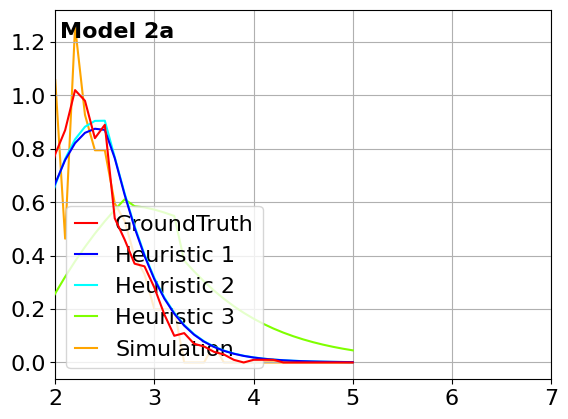 Model 2a
1.2
1.0
0.8
0.6
0.4
0.2
0.0
GroundTruth
Heuristic 1
Heuristic 2
Heuristic 3
Simulation
2 3 4 5 6 7